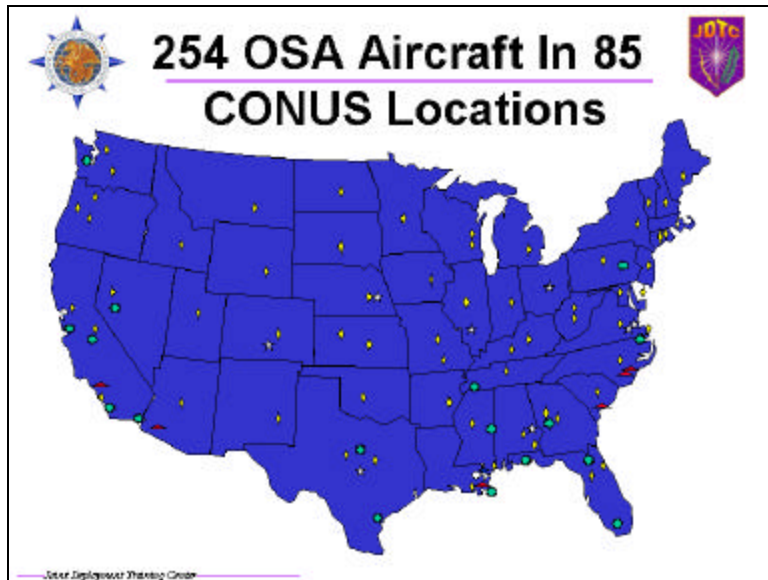 254 OSA Aircraft In 85
JDTC
CONUS Locations
Joint Deployment Training Center